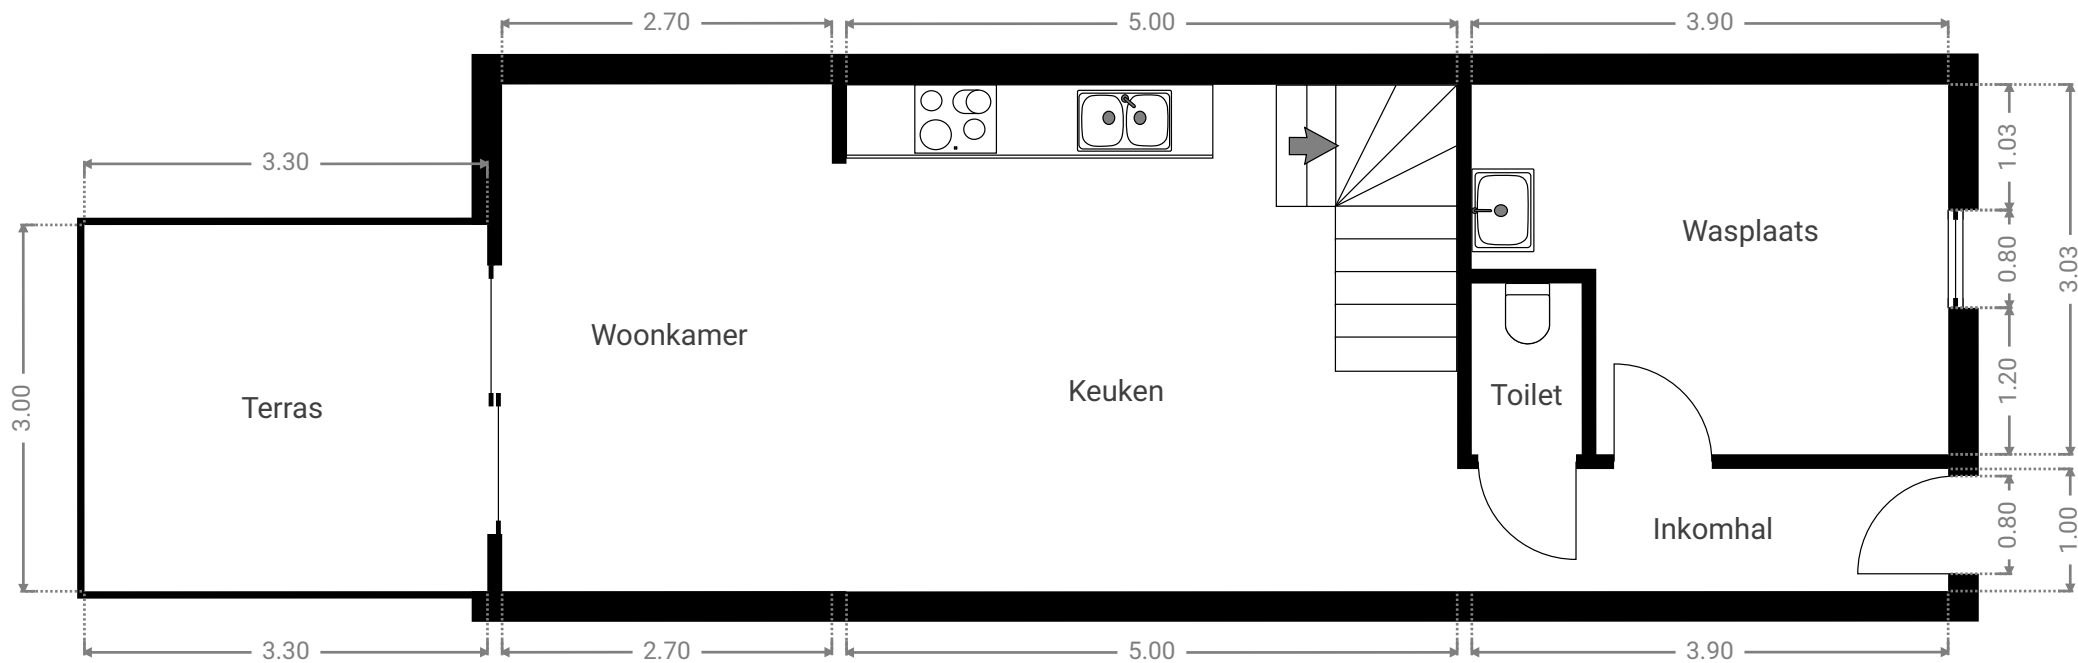 2.70
5.00
3.90
3.30
1.03
Wasplaats
0.80
3.03
Woonkamer
Keuken
Toilet
1.20
Terras
3.00
Inkomhal
0.80
1.00
3.30
2.70
5.00
3.90